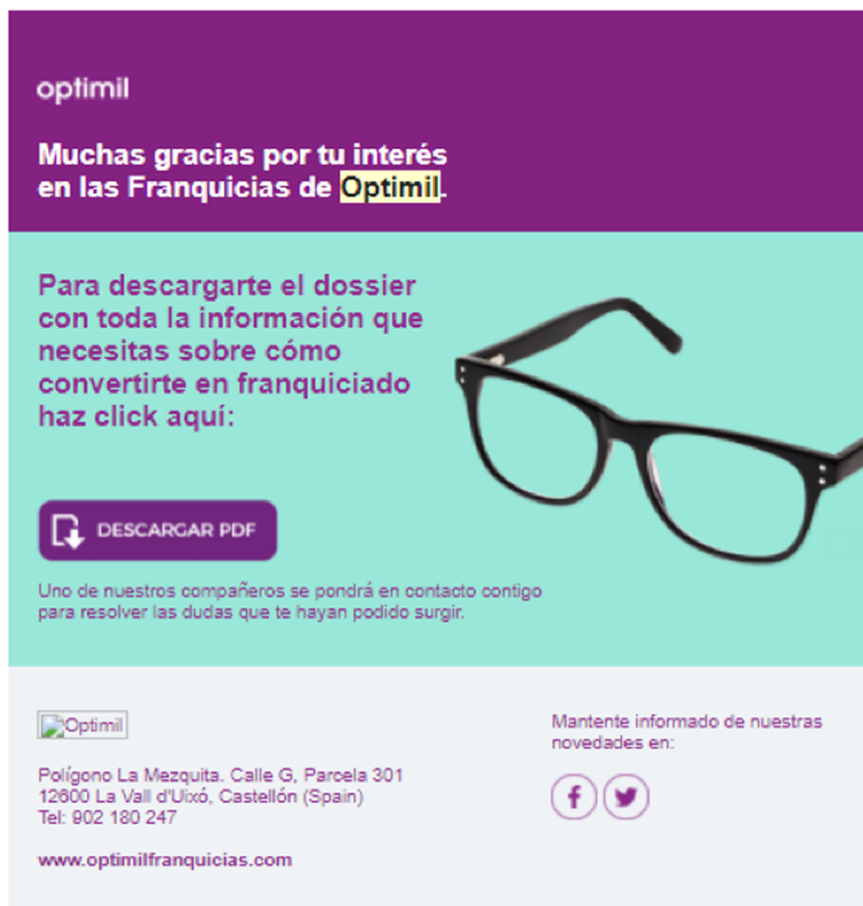 optimil
Muchas gracias por tu interés
en las Franquicias de Optimil.
Para descargarte el dossier
con toda la información que
necesitas sobre cómo
convertirte en franquiciado
haz click aquí:
DESCARGAR PDF
Uno de nuestros compañeros se pondrá en contacto contigo
para resolver las dudas que te hayan podido surgir.
Optimil
Polígono La Mezquita. Calle G, Parcela 301
12600 La Vall d'Uixó, Castellón (Spain)
Tel: 902 180 247
www.optimilfranquicias.com
Mantente informado de nuestras
novedades en: